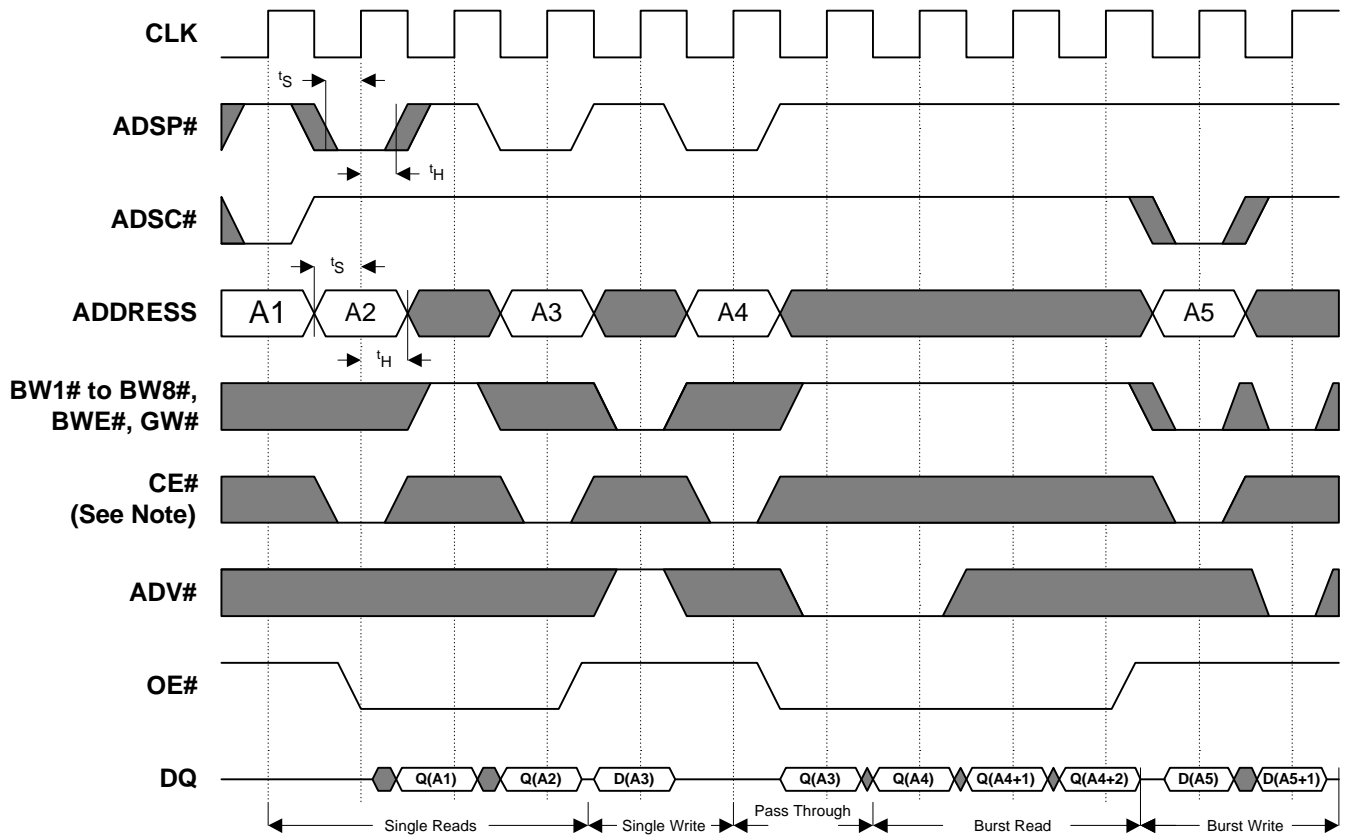 CLK
tS
ADSP#
tH
ADSC#
tS
ADDRESS
A1
A2
A3
A4
A5
tH
BW1# to BW8#,
BWE#, GW#
CE#
(See Note)
ADV#
OE#
DQ
Q(A1)
Q(A2)
D(A3)
Q(A3)
Q(A4)
Q(A4+1)
Q(A4+2)
D(A5)
D(A5+1)
Single Reads
Single Write
Pass Through
Burst Read
Burst Write